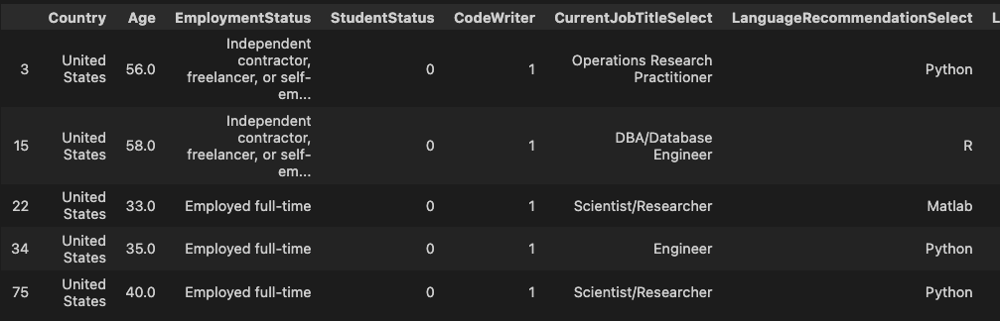 Country Age EmploymentStatus StudentStatus CodeWriter CurrentJobTitleSelect LanguageRecommendationSelect L
3 United States 56.0 Independent contractor, freelancer, or self-em... 0 1 Operations Research Practitioner Python
15 United States 58.0 Independent contractor, freelancer, or self-em... 0 1 DBA/Database Engineer R
22 United States 33.0 Employed full-time 0 1 Scientist/Researcher Matlab
34 United States 35.0 Employed full-time 0 1 Engineer Python
75 United States 40.0 Employed full-time 0 1 Scientist/Researcher Python